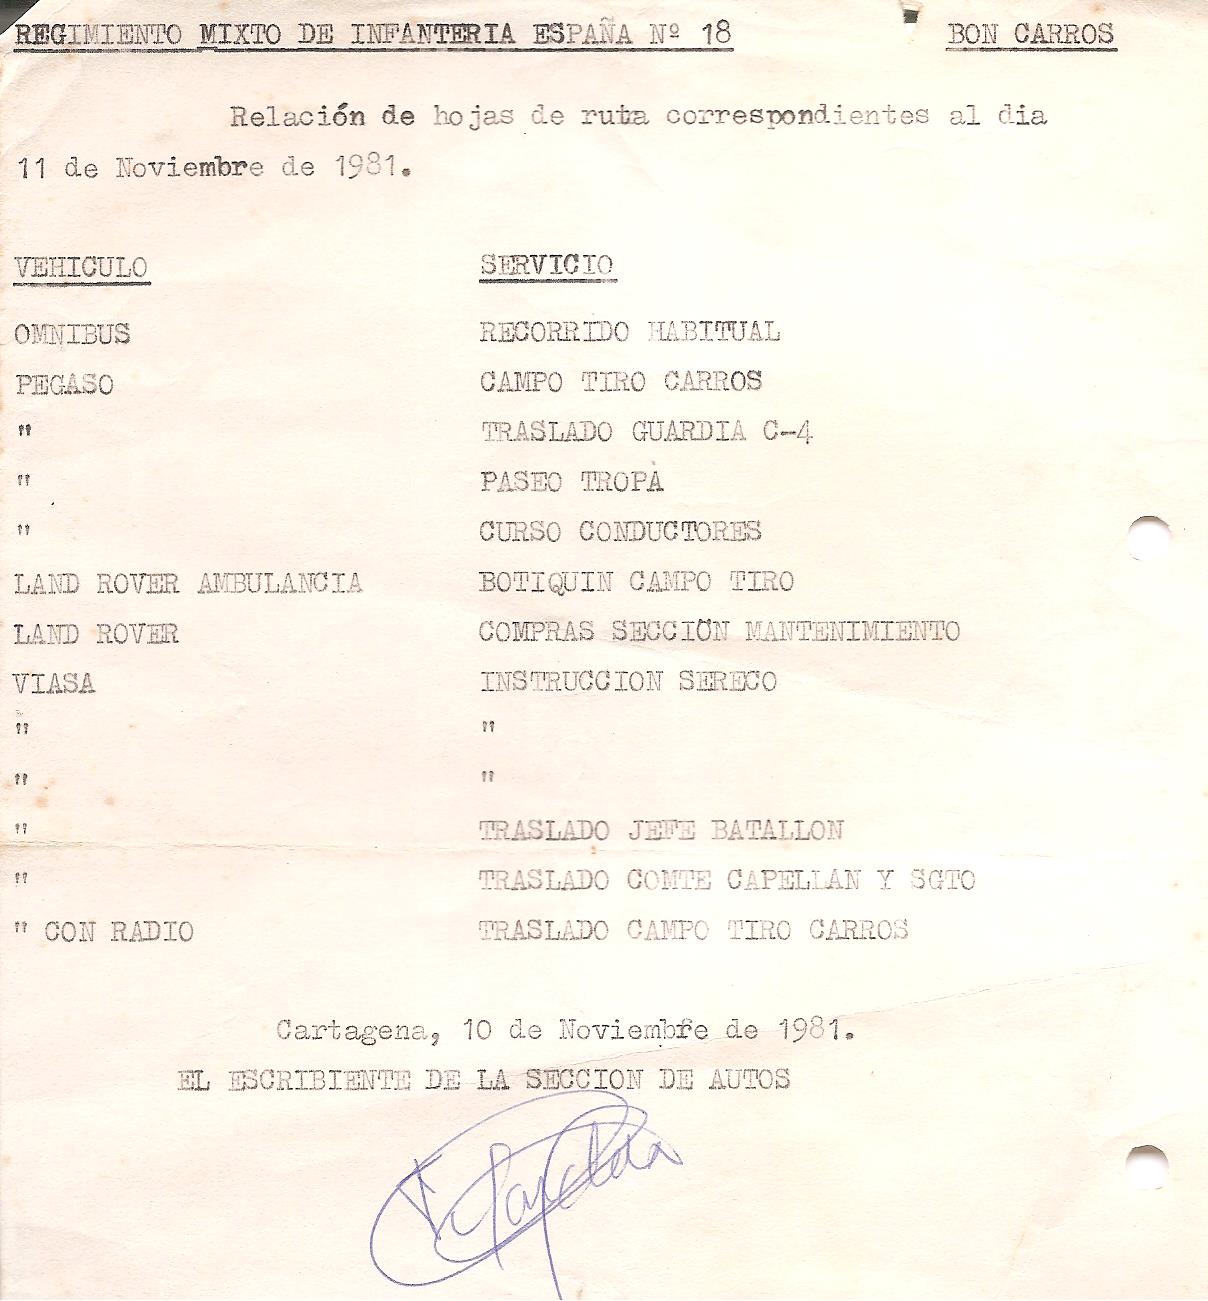 REGIMIENTO MIXTO DE INFANTERIA ESPAÑA Nº 18 BON CARROS
Relación de hojas de ruta correspondientes al dia
11 de Noviembre de 1981.
VEHICULO SERVICIO
OMNIBUS RECORRIDO HABITUAL
PEGASO CAMPO TIRO CARROS
" TRASLADO GUARDIA C-4
" PASEO TROPA
" CURSO CONDUCTORES
LAND ROVER AMBULANCIA BOTIQUIN CAMPO TIRO
LAND ROVER COMPRAS SECCION MANTENIMIENTO
VIASA INSTRUCCION SERECO
" "
" "
" TRASLADO JEFE BATALLON
" TRASLADO COMTE CAPELLAN Y SGTO
" CON RADIO TRASLADO CAMPO TIRO CARROS
Cartagena, 10 de Noviembre de 1981.
EL ESCRIBIENTE DE LA SECCION DE AUTOS